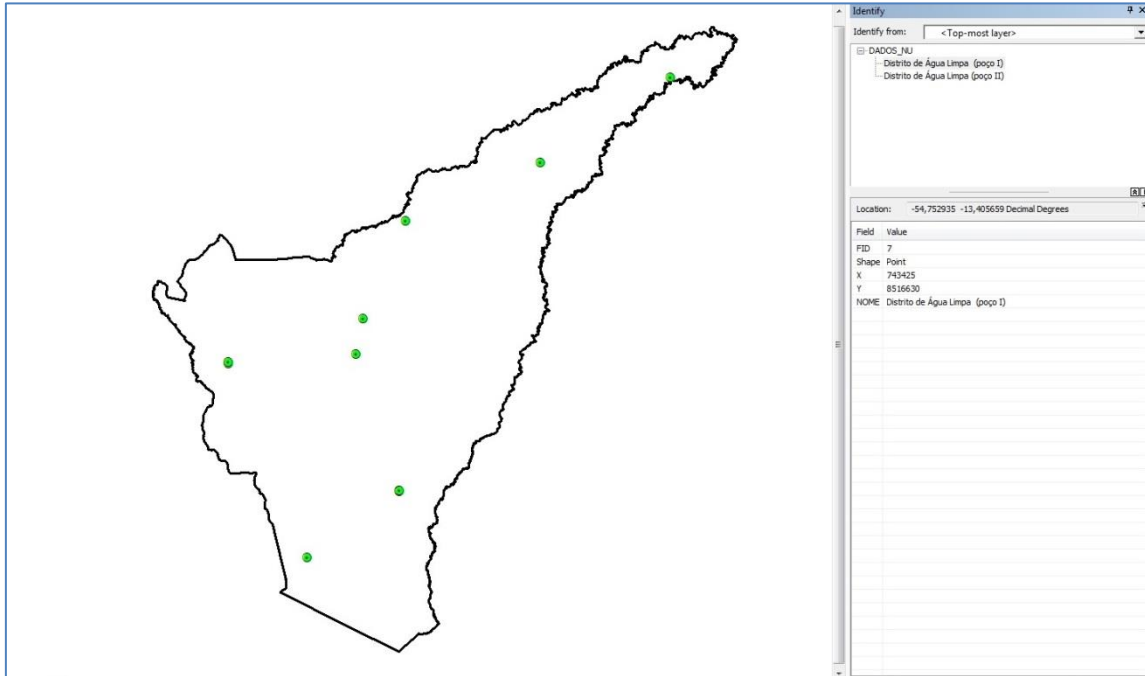 Identify
Identify from: <Top-most layer>
DADOS_NU
Distrito de Água Limpa (poço I)
Distrito de Água Limpa (poço II)
Location: -54,752935 -13,405659 Decimal Degrees
Field Value
FID 7
Shape Point
X 743425
Y 8516630
NOME Distrito de Água Limpa (poço I)